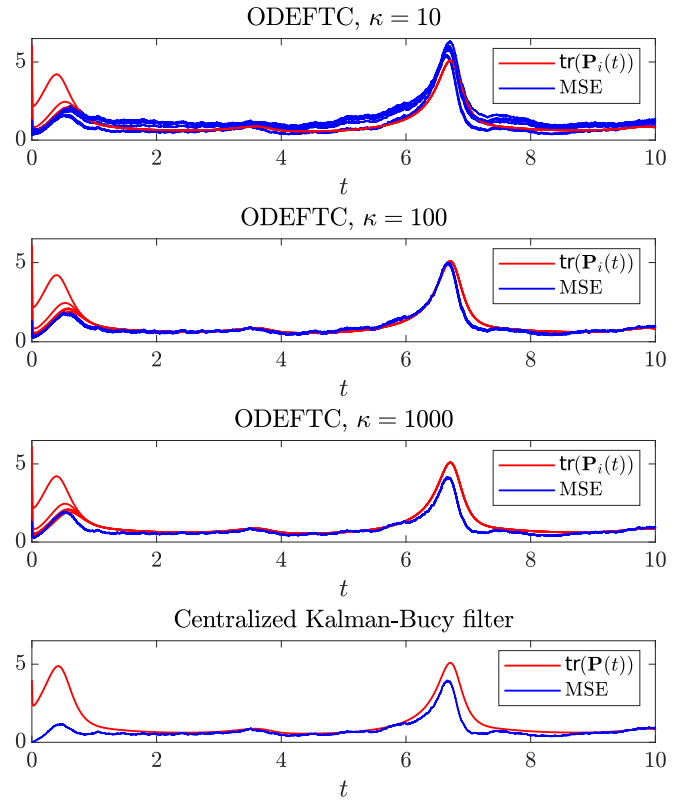 ODEFTC, κ = 10
5
0
tr(P_i(t))
MSE
0 2 4 6 8 10
t
ODEFTC, κ = 100
5
0
tr(P_i(t))
MSE
0 2 4 6 8 10
t
ODEFTC, κ = 1000
5
0
tr(P_i(t))
MSE
0 2 4 6 8 10
t
Centralized Kalman-Bucy filter
5
0
tr(P(t))
MSE
0 2 4 6 8 10
t